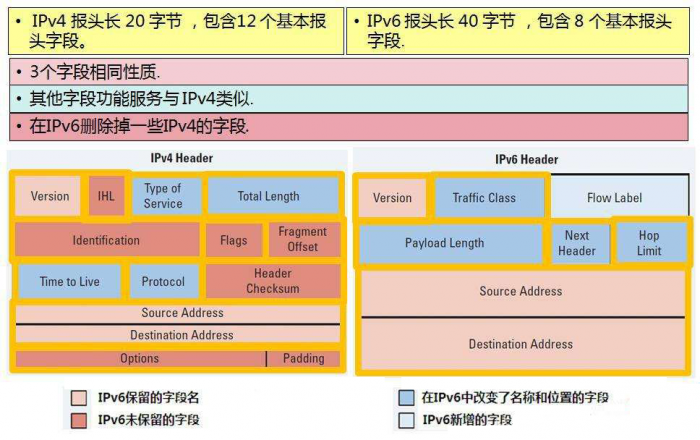 • IPv4 报头长 20 字节 ，包含12 个基本报
头字段。
• IPv6 报头长 40 字节 ，包含 8 个基本报头
字段.
• 3个字段相同性质.
• 其他字段功能服务与IPv4类似.
• 在IPv6删除掉一些IPv4的字段.
IPv4 Header
Version
IHL
Type of
Service
Total Length
Identification
Flags
Fragment
Offset
Time to Live
Protocol
Header
Checksum
Source Address
Destination Address
Options
Padding
IPv6 Header
Version
Traffic Class
Flow Label
Payload Length
Next
Header
Hop
Limit
Source Address
Destination Address
IPv6保留的字段名
IPv6未保留的字段
在IPv6中改变了名称和位置的字段
IPv6新增的字段